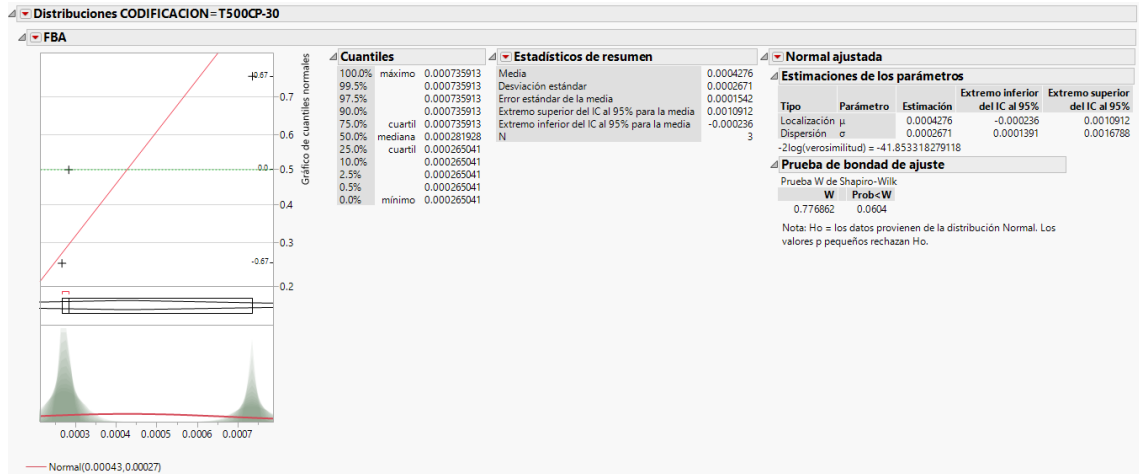 Distribuciones CODIFICACION=T500CP-30
FBA
0.67
0.7
0.6
0.0
0.5
0.4
0.3
-0.67
0.2
Gráfico de cuantiles normales
0.0003 0.0004 0.0005 0.0006 0.0007
Normal(0.00043,0.00027)
Cuantiles
100.0% máximo 0.000735913
99.5% 0.000735913
97.5% 0.000735913
90.0% 0.000735913
75.0% cuartil 0.000735913
50.0% mediana 0.000281928
25.0% cuartil 0.000265041
10.0% 0.000265041
2.5% 0.000265041
0.5% 0.000265041
0.0% mínimo 0.000265041
Estadísticos de resumen
Media 0.0004276
Desviación estándar 0.0002671
Error estándar de la media 0.0001542
Extremo superior del IC al 95% para la media 0.0010912
Extremo inferior del IC al 95% para la media -0.000236
N 3
Normal ajustada
Estimaciones de los parámetros
Extremo inferior Extremo superior
Tipo Parámetro Estimación del IC al 95% del IC al 95%
Localización μ 0.0004276 -0.000236 0.0010912
Dispersión σ 0.0002671 0.0001391 0.0016788
-2log(verosimilitud) = -41.853318279118
Prueba de bondad de ajuste
Prueba W de Shapiro-Wilk
W Prob<W
0.776862 0.0604
Nota: Ho = los datos provienen de la distribución Normal. Los
valores p pequeños rechazan Ho.